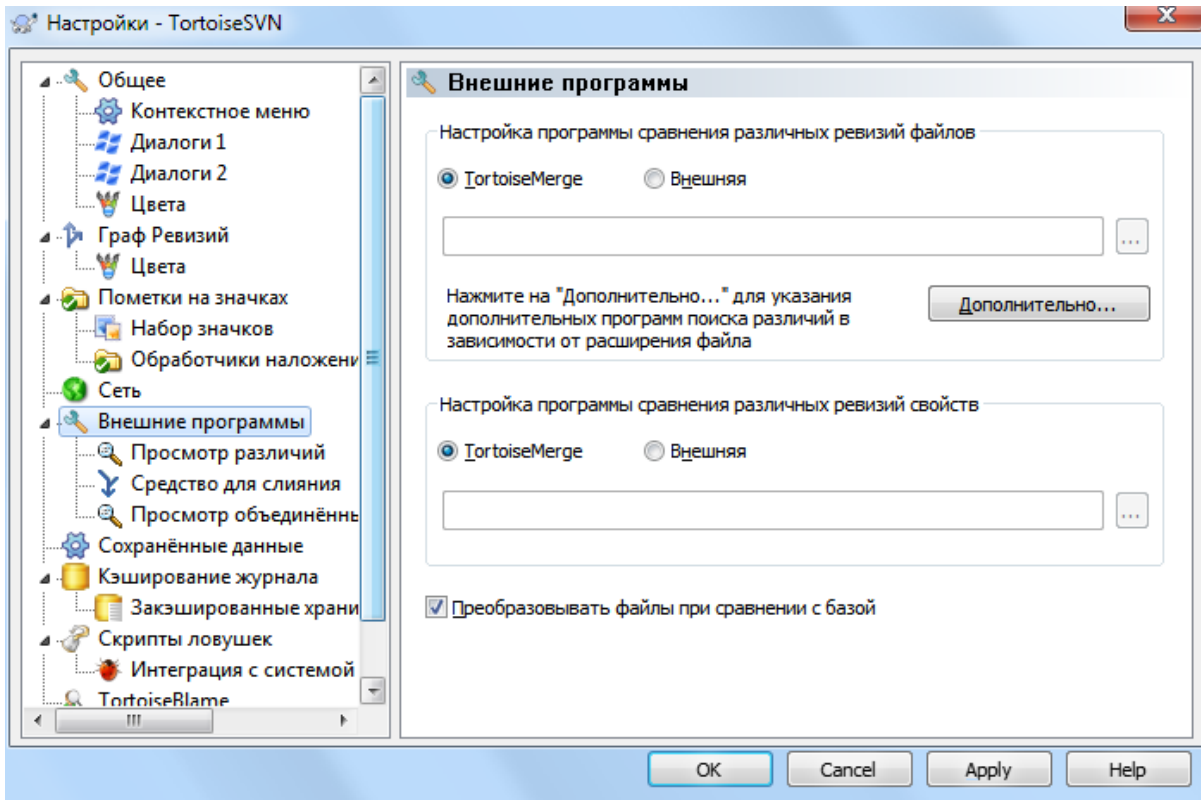 Настройки - TortoiseSVN
Общее
Контекстное меню
Диалоги 1
Диалоги 2
Цвета
Граф Ревизий
Цвета
Пометки на значках
Набор значков
Обработчики наложени
Сеть
Внешние программы
Просмотр различий
Средство для слияния
Просмотр объединённь
Сохранённые данные
Кэширование журнала
Закэшированные храни
Скрипты ловушек
Интеграция с системой
TortoiseBlame
Внешние программы
Настройка программы сравнения различных ревизий файлов
TortoiseMerge
Внешняя
...
Нажмите на "Дополнительно..." для указания
дополнительных программ поиска различий в
зависимости от расширения файла
Дополнительно...
Настройка программы сравнения различных ревизий свойств
TortoiseMerge
Внешняя
...
Преобразовывать файлы при сравнении с базой
OK
Cancel
Apply
Help